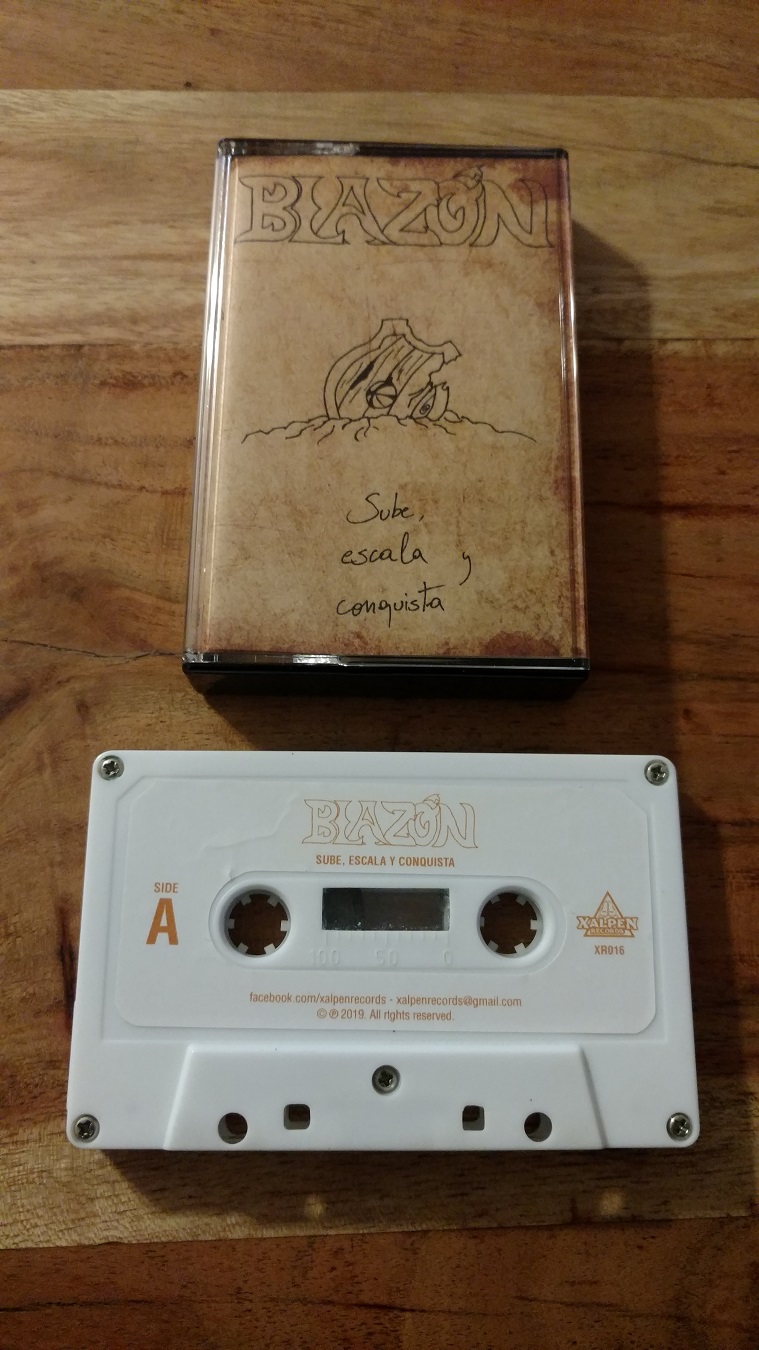 BLAZÓN
Sube,
escala y
conquista
BLAZÓN
SUBE, ESCALA Y CONQUISTA
SIDE
A
XALPEN
RECORDS
XR016
100 50 0
facebook.com/xalpenrecords - xalpenrecords@gmail.com
© ℗ 2019. All rights reserved.